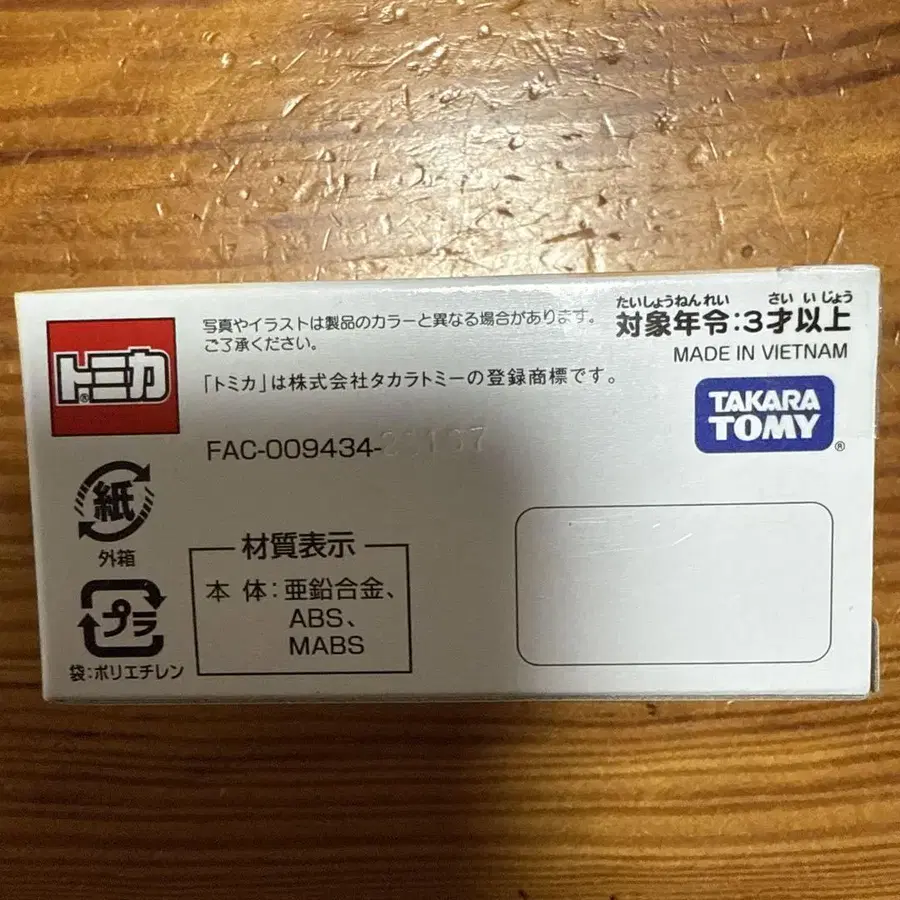 トミカ®
写真やイラストは製品のカラーと異なる場合があります。
ご了承ください。
「トミカ」は株式会社タカラトミーの登録商標です。
FAC-009434-
たいしょうねんれい さい いじょう
対象年令:3才以上
MADE IN VIETNAM
TAKARA
TOMY®
紙
外箱
プラ
袋:ポリエチレン
材質表示
本 体:亜鉛合金、
ABS、
MABS